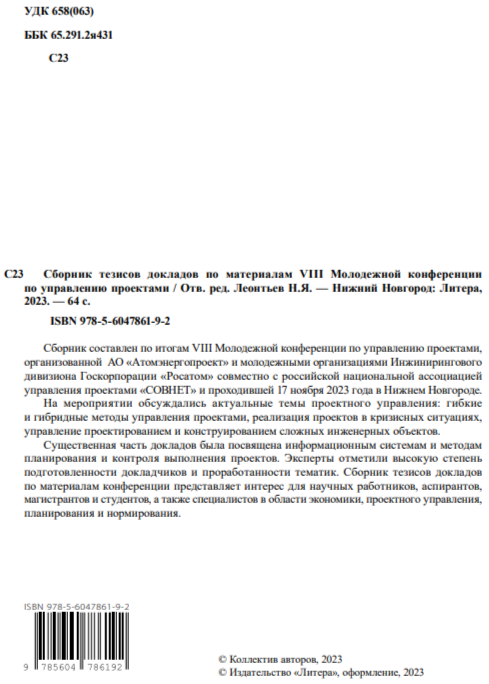 УДК 658(063)
ББК 65.291.2я431
С23
С23 Сборник тезисов докладов по материалам VIII Молодежной конференции
по управлению проектами / Отв. ред. Леонтьев Н.Я. — Нижний Новгород: Литера,
2023. — 64 с.
ISBN 978-5-6047861-9-2
Сборник составлен по итогам VIII Молодежной конференции по управлению проектами,
организованной АО «Атомэнергопроект» и молодежными организациями Инжинирингового
дивизиона Госкорпорации «Росатом» совместно с российской национальной ассоциацией
управления проектами «СОВНЕТ» и проходившей 17 ноября 2023 года в Нижнем Новгороде.
На мероприятии обсуждались актуальные темы проектного управления: гибкие
и гибридные методы управления проектами, реализация проектов в кризисных ситуациях,
управление проектированием и конструированием сложных инженерных объектов.
Существенная часть докладов была посвящена информационным системам и методам
планирования и контроля выполнения проектов. Эксперты отметили высокую степень
подготовленности докладчиков и проработанности тематик. Сборник тезисов докладов
по материалам конференции представляет интерес для научных работников, аспирантов,
магистрантов и студентов, а также специалистов в области экономики, проектного управления,
планирования и нормирования.
ISBN 978-5-6047861-9-2
9 785604 786192
© Коллектив авторов, 2023
© Издательство «Литера», оформление, 2023